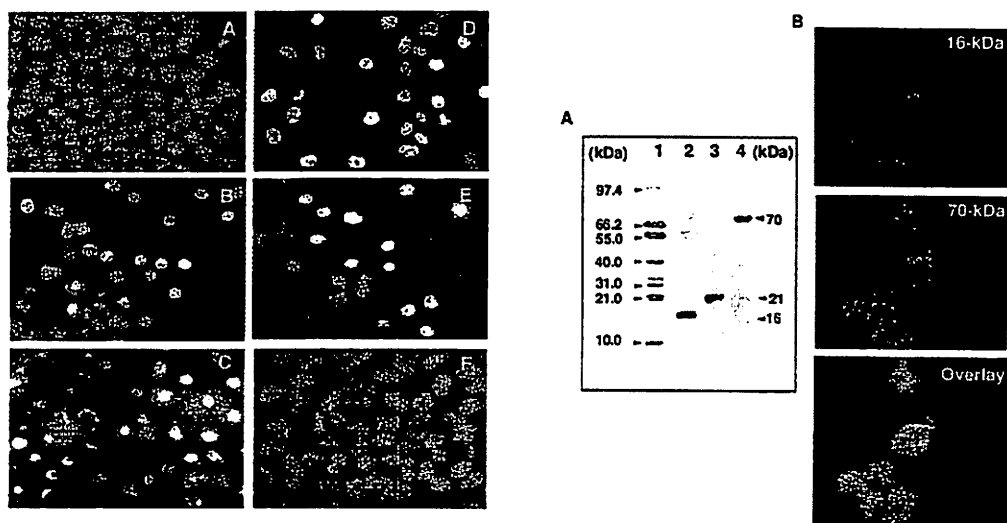 A
D
B
E
C
F
A
(kDa) 1 2 3 4 (kDa)
97.4
66.2
55.0
40.0
31.0
21.0
10.0
70
21
16
B
16-kDa
70-kDa
Overlay